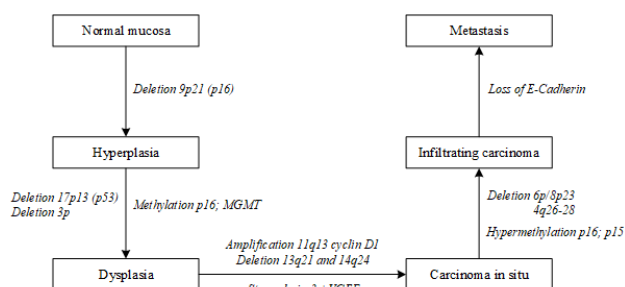 Normal mucosa
Metastasis
Deletion 9p21 (p16)
Loss of E-Cadherin
Hyperplasia
Infiltrating carcinoma
Deletion 17p13 (p53)
Deletion 3p
Methylation p16; MGMT
Deletion 6p/8p23
4q26-28
Hypermethylation p16; p15
Amplification 11q13 cyclin D1
Deletion 13q21 and 14q24
Dysplasia
Carcinoma in situ